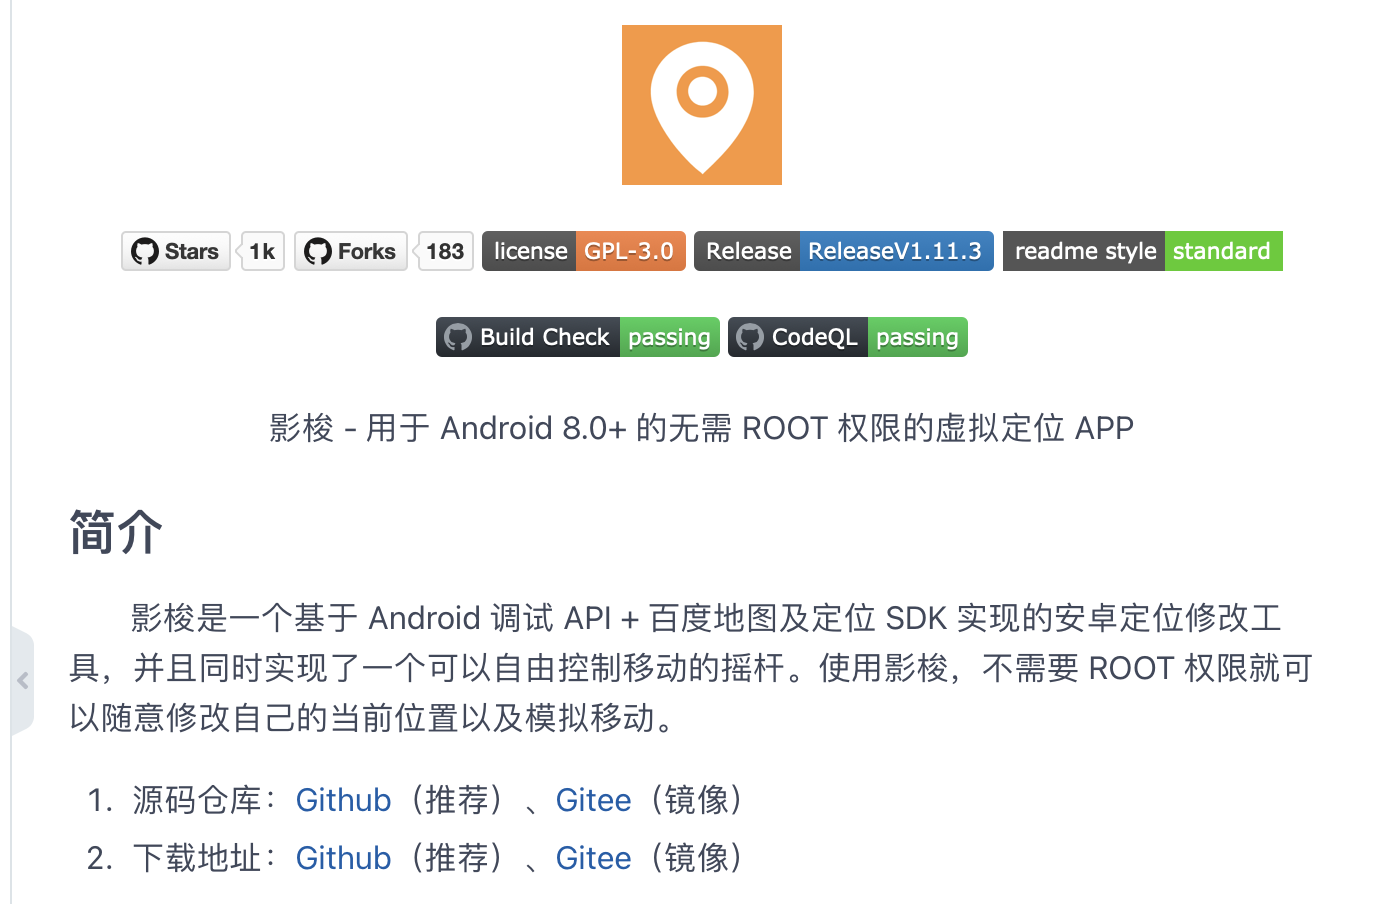 Stars 1k Forks 183 license GPL-3.0 Release ReleaseV1.11.3 readme style standard
Build Check passing CodeQL passing
影梭 - 用于 Android 8.0+ 的无需 ROOT 权限的虚拟定位 APP
简介
影梭是一个基于 Android 调试 API + 百度地图及定位 SDK 实现的安卓定位修改工
具，并且同时实现了一个可以自由控制移动的摇杆。使用影梭，不需要 ROOT 权限就可
以随意修改自己的当前位置以及模拟移动。
1. 源码仓库：Github（推荐）、Gitee（镜像）
2. 下载地址：Github（推荐）、Gitee（镜像）